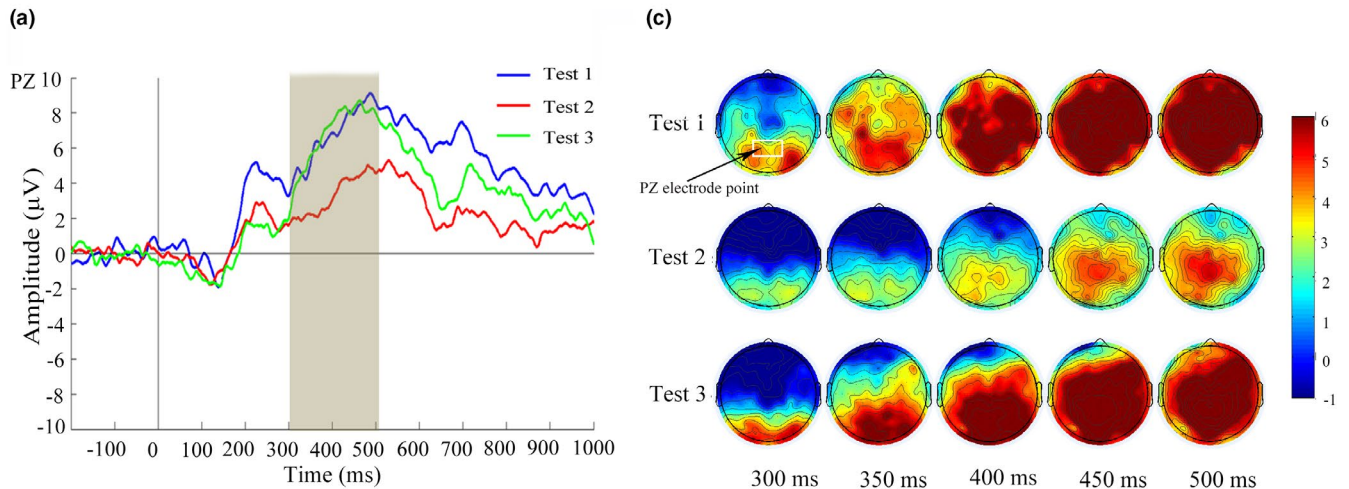 (a)
PZ
10
8
6
4
2
0
-2
-4
-6
-8
-10
Amplitude (µV)
-100 0 100 200 300 400 500 600 700 800 900 1000
Time (ms)
Test 1
Test 2
Test 3
(c)
Test 1
PZ electrode point
Test 2
Test 3
300 ms 350 ms 400 ms 450 ms 500 ms
6
5
4
3
2
1
0
-1